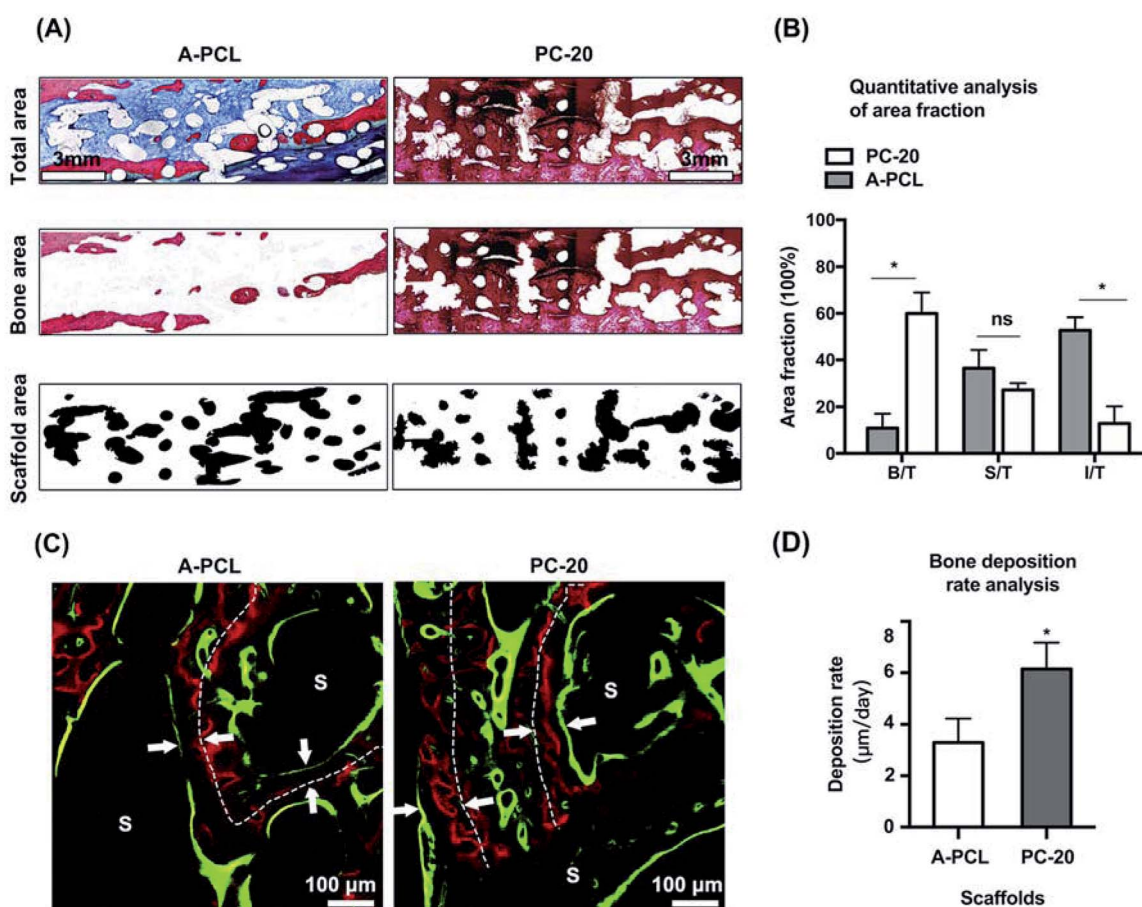 (A)
A-PCL
PC-20
Total area
3mm
3mm
Bone area
Scaffold area
(B)
Quantitative analysis
of area fraction
PC-20
A-PCL
Area fraction (100%)
100
80
60
40
20
0
*
ns
*
B/T
S/T
I/T
(C)
A-PCL
PC-20
S
S
100 µm
S
S
100 µm
(D)
Bone deposition
rate analysis
Deposition rate
(µm/day)
8
6
4
2
0
*
A-PCL
PC-20
Scaffolds